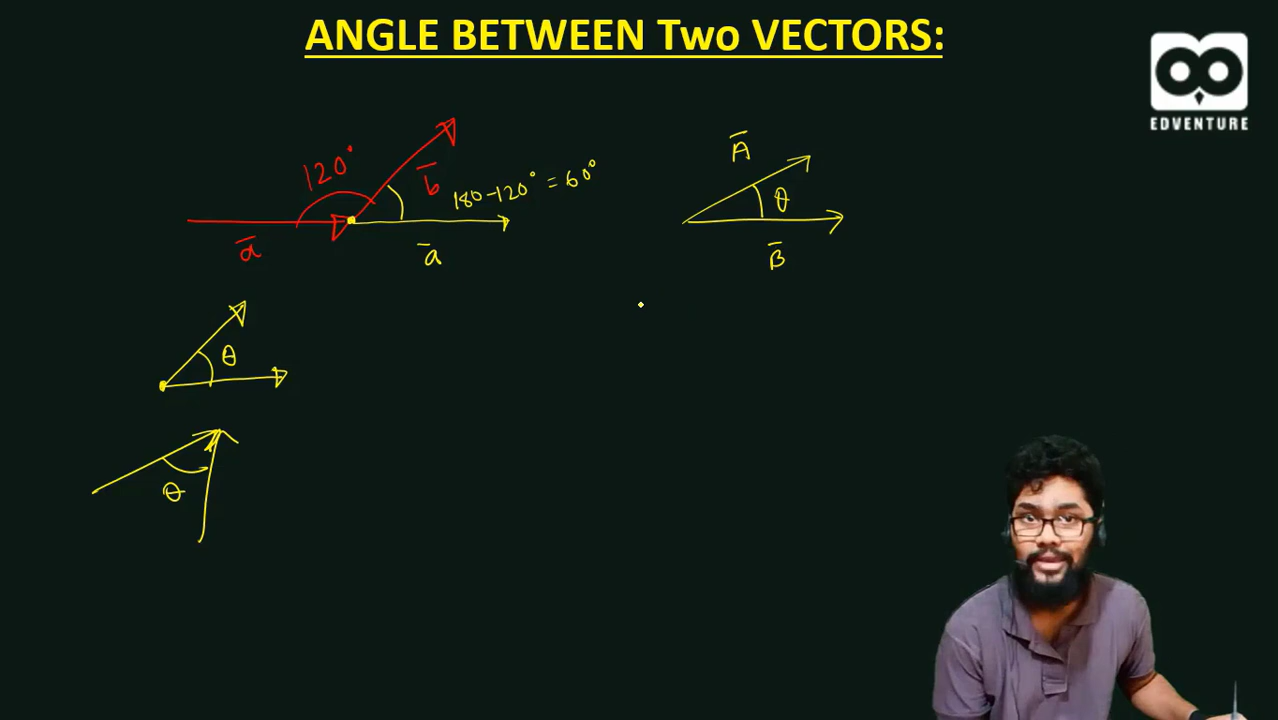 ANGLE BETWEEN Two VECTORS:
EDVENTURE
120°
b̅
180-120° = 60°
a̅
a̅
A̅
θ
B̅
θ
θ